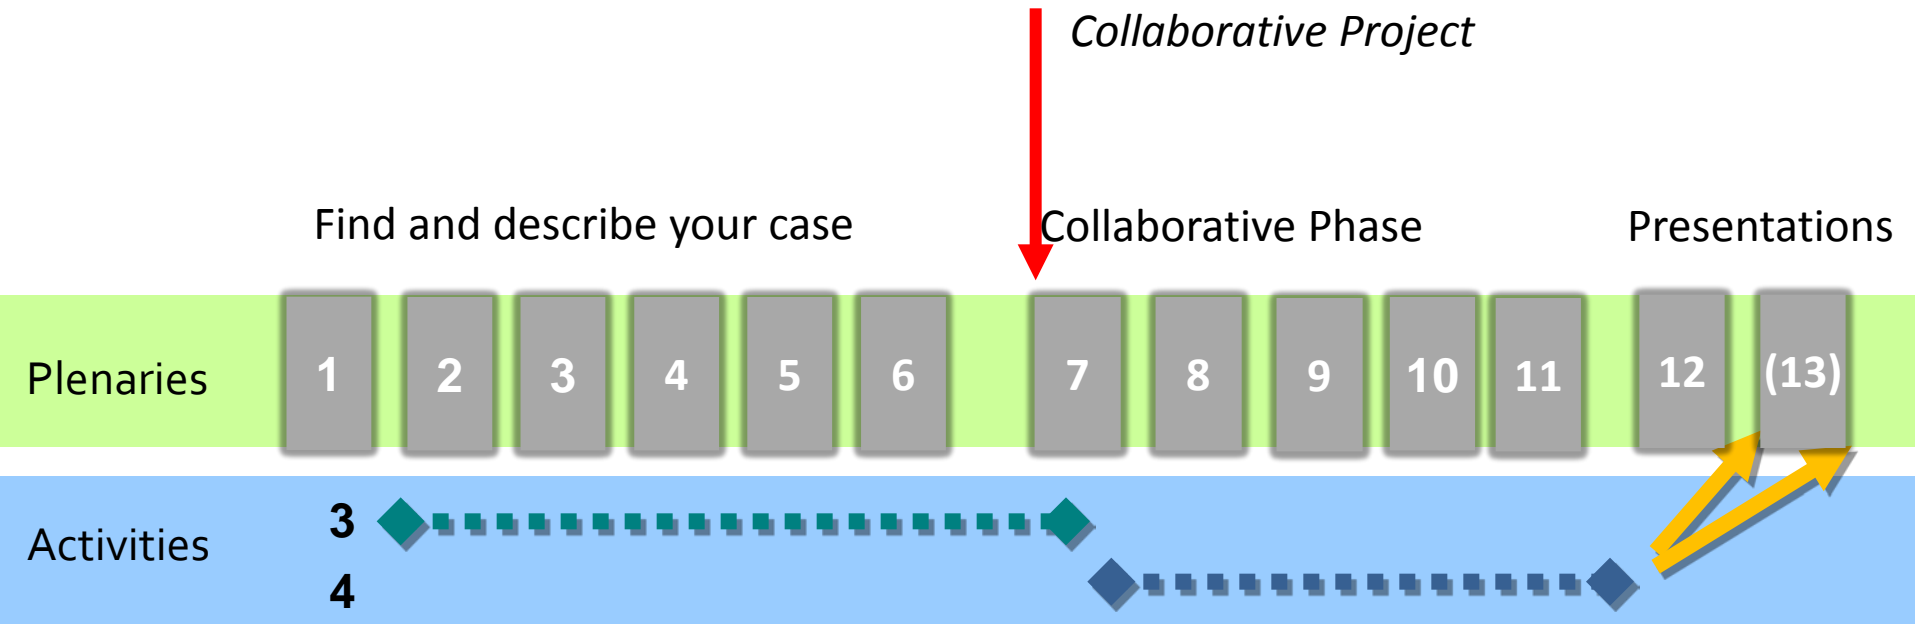 Collaborative Project
Find and describe your case
Collaborative Phase
Presentations
Plenaries
1 2 3 4 5 6 7 8 9 10 11 12 (13)
Activities
3
4